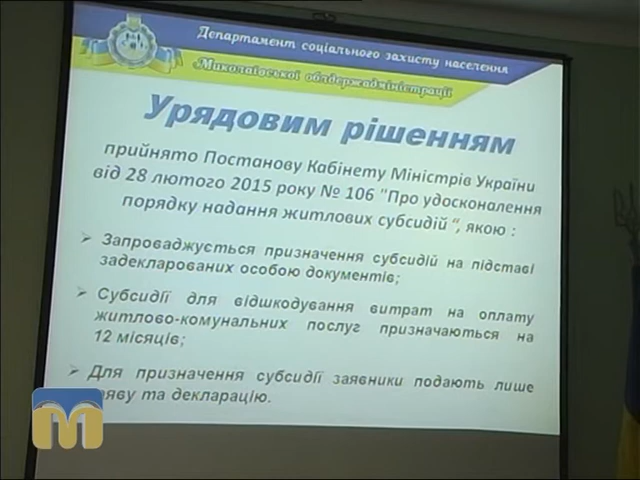 Департамент соціального захисту населення
Миколаївської облдержадміністрації
Урядовим рішенням
прийнято Постанову Кабінету Міністрів України
від 28 лютого 2015 року № 106 "Про удосконалення
порядку надання житлових субсидій ", якою :
➢ Запроваджується призначення субсидій на підставі
задекларованих особою документів;
➢ Субсидії для відшкодування витрат на оплату
житлово-комунальних послуг призначаються на
12 місяців;
➢ Для призначення субсидії заявники подають лише
заяву та декларацію.
М